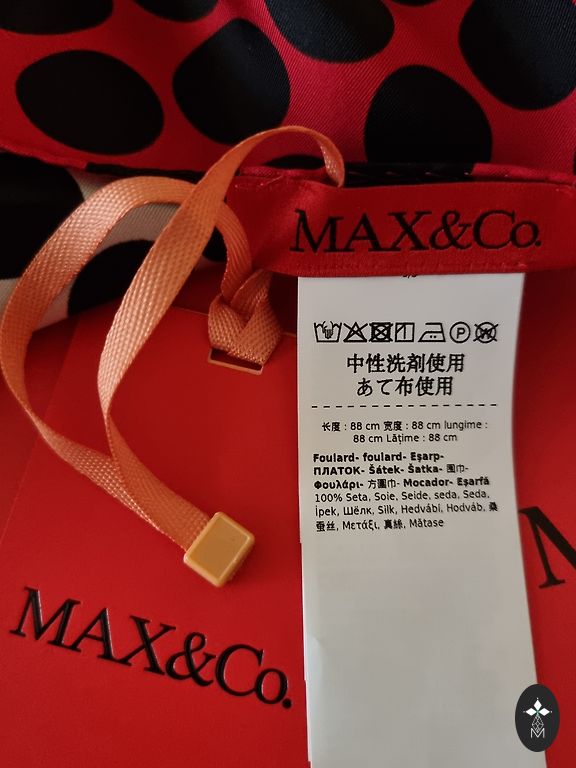 MAX&Co.
中性洗剤使用
あて布使用
长度 : 88 cm 宽度 : 88 cm lungime :
88 cm Lățime : 88 cm
Foulard- foulard- Eşarp-
ПЛАТОК- Šátek- Šatka- 围巾-
Φουλάρι- 方圍巾- Mocador- Eşarfă
100% Seta, Soie, Seide, seda, Seda,
İpek, Шёлк, Silk, Hedvábí, Hodváb, 桑
蚕丝, Μετάξι, 真絲, Mătase
MAX&Co.
M